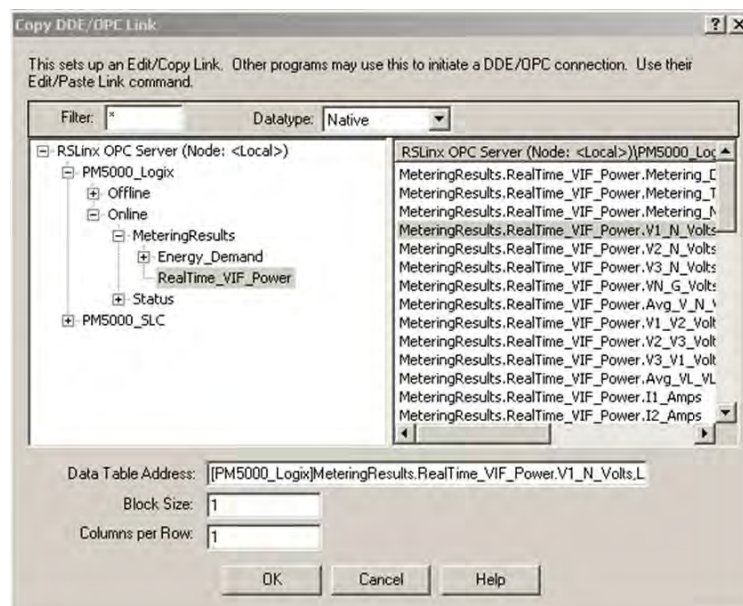 Copy DDE/OPC Link
This sets up an Edit/Copy Link. Other programs may use this to initiate a DDE/OPC connection. Use their
Edit/Paste Link command.
Filter: *
Datatype: Native
RSLinx OPC Server (Node: <Local>)
PM5000_Logix
Offline
Online
MeteringResults
Energy_Demand
RealTime_VIF_Power
Status
PM5000_SLC
RSLinx OPC Server (Node: <Local>)\PM5000_Log
MeteringResults.RealTime_VIF_Power.Metering_D
MeteringResults.RealTime_VIF_Power.Metering_T
MeteringResults.RealTime_VIF_Power.Metering_M
MeteringResults.RealTime_VIF_Power.V1_N_Volts
MeteringResults.RealTime_VIF_Power.V2_N_Volts
MeteringResults.RealTime_VIF_Power.V3_N_Volts
MeteringResults.RealTime_VIF_Power.VN_G_Volts
MeteringResults.RealTime_VIF_Power.Avg_V_N_V
MeteringResults.RealTime_VIF_Power.V1_V2_Volt
MeteringResults.RealTime_VIF_Power.V2_V3_Volt
MeteringResults.RealTime_VIF_Power.V3_V1_Volt
MeteringResults.RealTime_VIF_Power.Avg_VL_VL
MeteringResults.RealTime_VIF_Power.I1_Amps
MeteringResults.RealTime_VIF_Power.I2_Amps
Data Table Address: [PM5000_Logix]MeteringResults.RealTime_VIF_Power.V1_N_Volts,L
Block Size: 1
Columns per Row: 1
OK Cancel Help